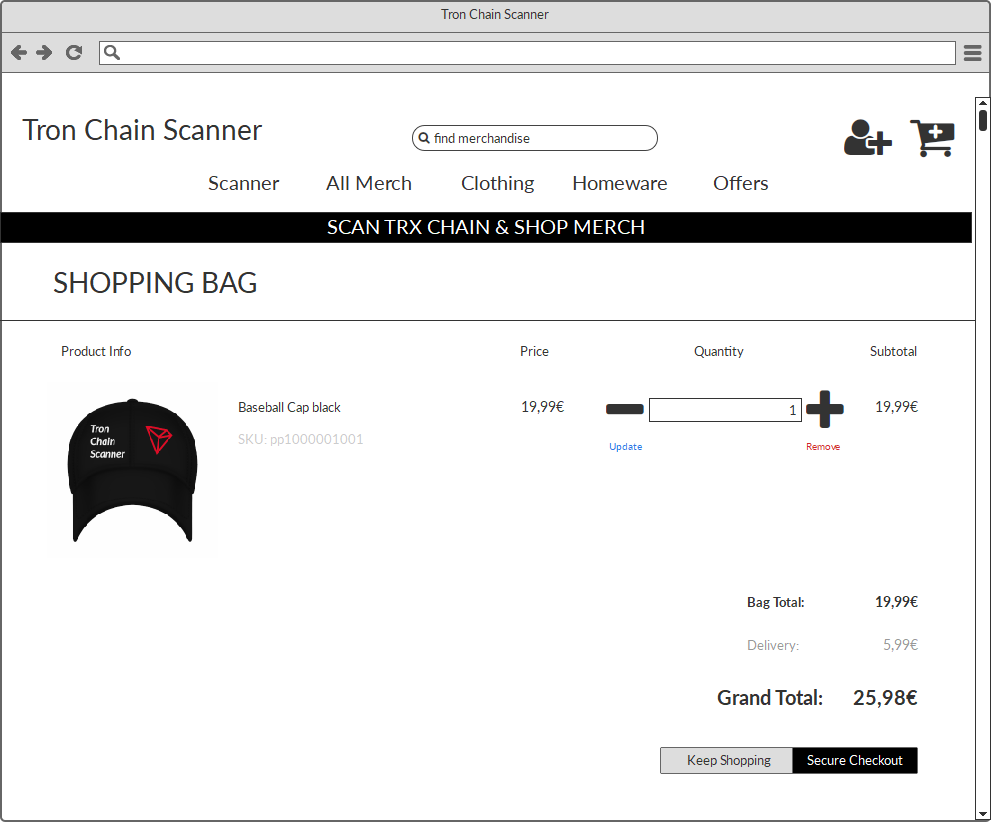 Tron Chain Scanner
Tron Chain Scanner
find merchandise
Scanner All Merch Clothing Homeware Offers
SCAN TRX CHAIN & SHOP MERCH
SHOPPING BAG
Product Info Price Quantity Subtotal
Baseball Cap black 19,99€ 1 19,99€
SKU: pp1000001001
Update Remove
Tron
Chain
Scanner
Bag Total: 19,99€
Delivery: 5,99€
Grand Total: 25,98€
Keep Shopping Secure Checkout